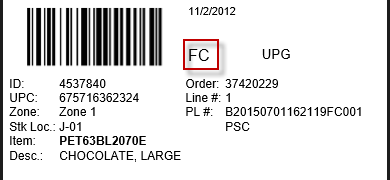 11/2/2012
FC UPG
ID: 4537840 Order: 37420229
UPC: 675716362324 Line #: 1
Zone: Zone 1 PL #: B20150701162119FC001
Stk Loc.: J-01 PSC
Item: PET63BL2070E
Desc.: CHOCOLATE, LARGE